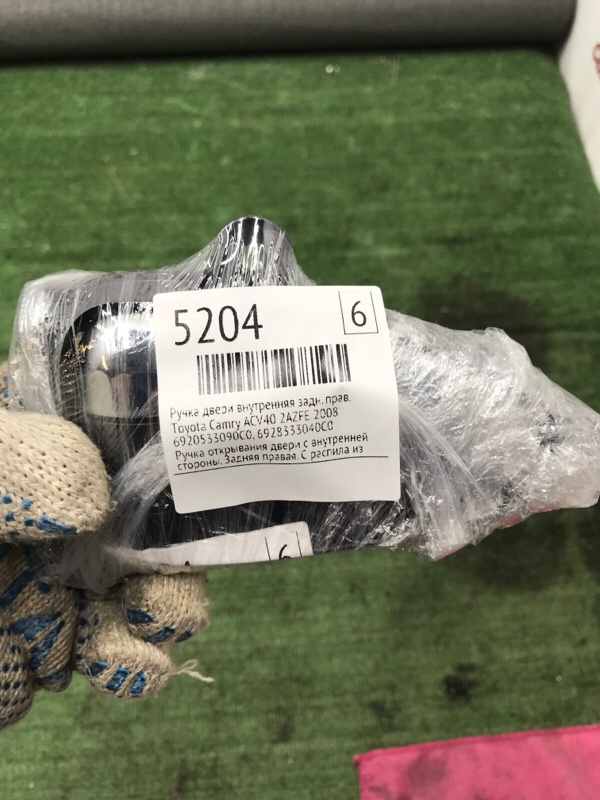 5204
6
Ручка двери внутренняя задн. прав.
Toyota Camry ACV40 2AZFE 2008
6920533090C0, 6928333040C0
Ручка открывания двери с внутренней
стороны. Задняя правая. С распила из
6